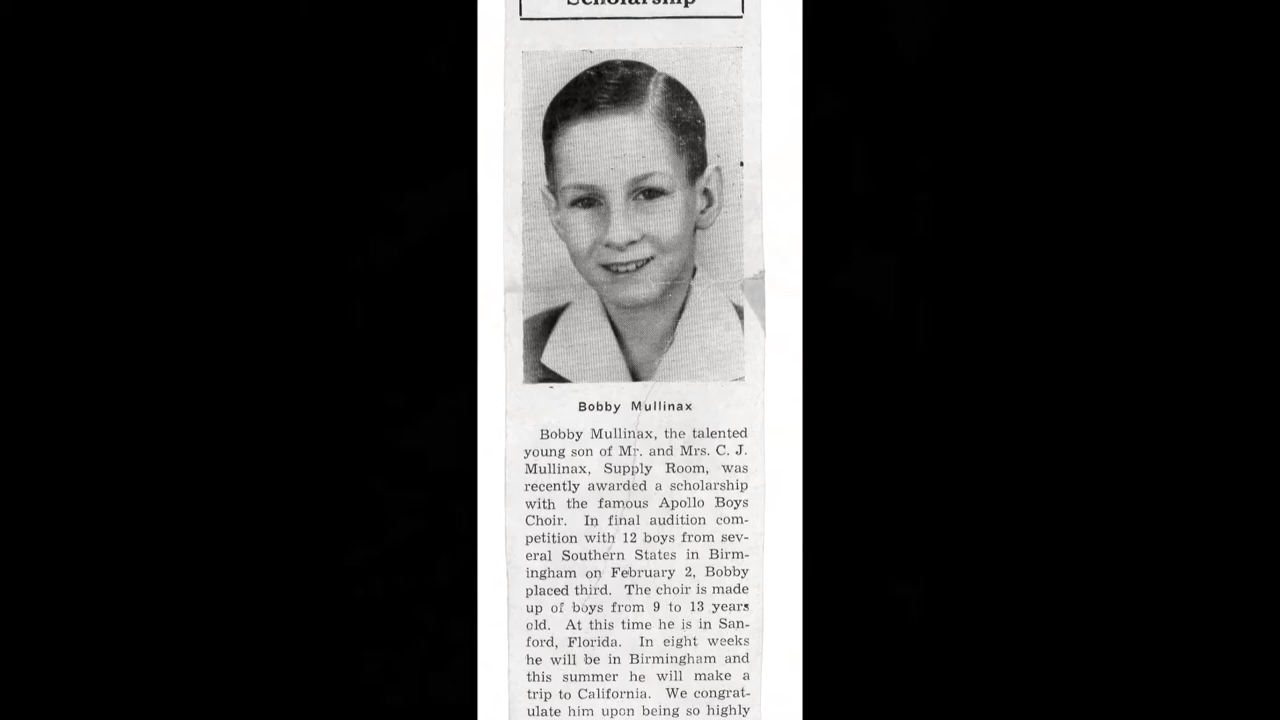 Scholarship
Bobby Mullinax
Bobby Mullinax, the talented
young son of Mr. and Mrs. C. J.
Mullinax, Supply Room, was
recently awarded a scholarship
with the famous Apollo Boys
Choir. In final audition com-
petition with 12 boys from sev-
eral Southern States in Birm-
ingham on February 2, Bobby
placed third. The choir is made
up of boys from 9 to 13 years
old. At this time he is in San-
ford, Florida. In eight weeks
he will be in Birmingham and
this summer he will make a
trip to California. We congrat-
ulate him upon being so highly